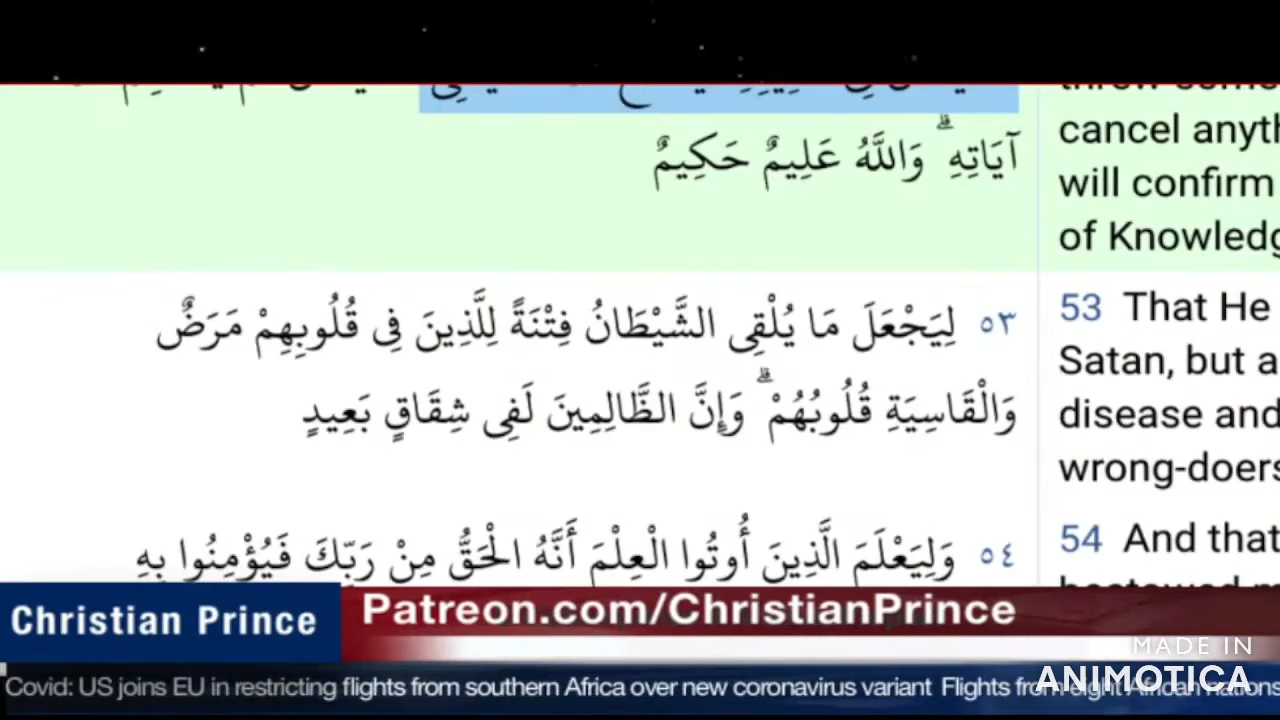 آيَاتِهِ ۗ وَاللَّهُ عَلِيمٌ حَكِيمٌ
cancel anyth
will confirm
of Knowledg
٥٣ لِيَجْعَلَ مَا يُلْقِى الشَّيْطَانُ فِتْنَةً لِلَّذِينَ فِى قُلُوبِهِمْ مَرَضٌ
وَالْقَاسِيَةِ قُلُوبُهُمْ ۗ وَإِنَّ الظَّالِمِينَ لَفِى شِقَاقٍ بَعِيدٍ
53 That He
Satan, but a
disease and
wrong-doers
٥٤ وَلِيَعْلَمَ الَّذِينَ أُوتُوا الْعِلْمَ أَنَّهُ الْحَقُّ مِنْ رَبِّكَ فَيُؤْمِنُوا بِهِ
54 And that
Christian Prince
Patreon.com/ChristianPrince
MADE IN
ANIMOTICA
Covid: US joins EU in restricting flights from southern Africa over new coronavirus variant Flights from eight African nations